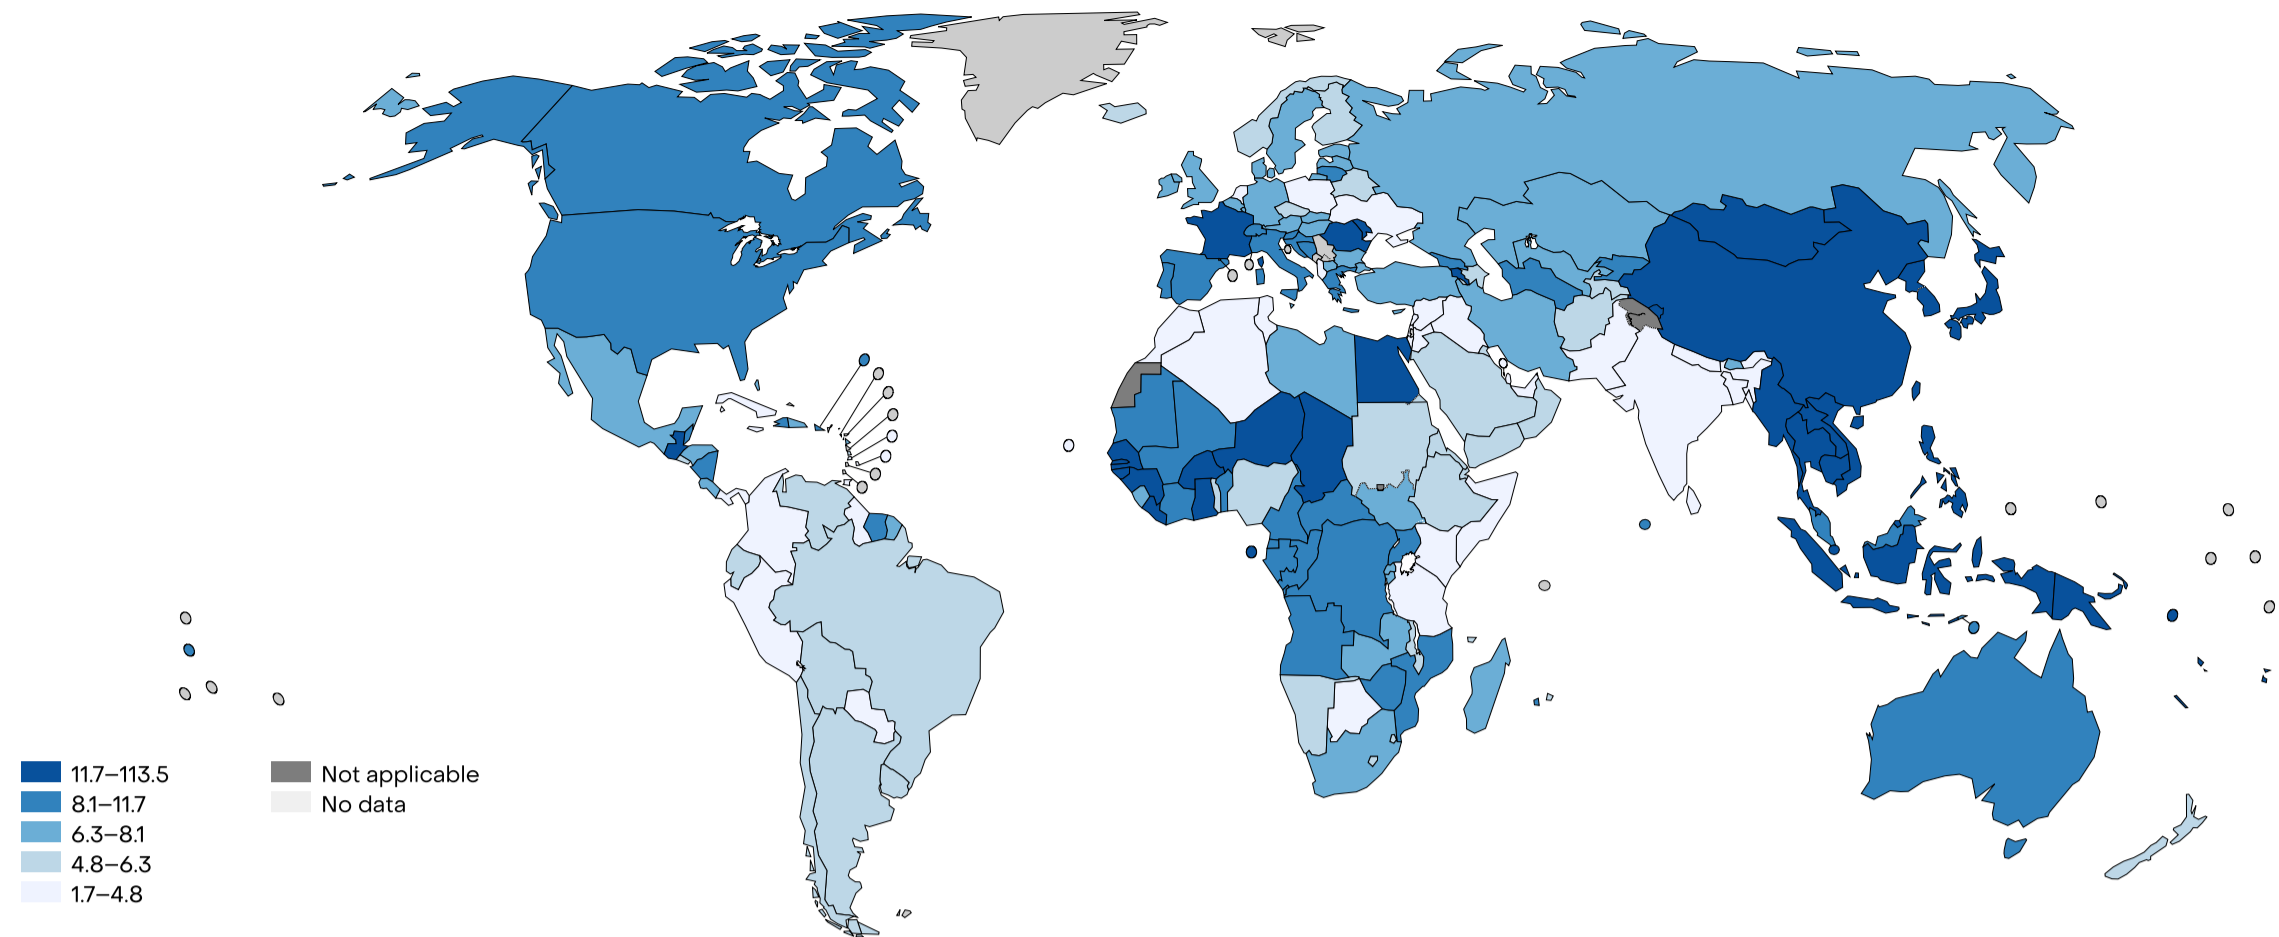 11.7–113.5
8.1–11.7
6.3–8.1
4.8–6.3
1.7–4.8
Not applicable
No data